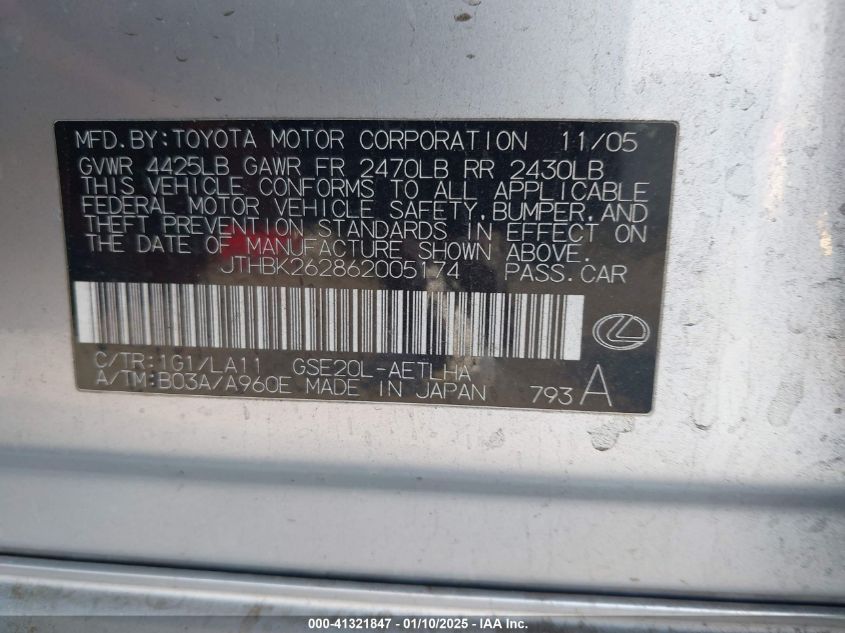 MFD.BY:TOYOTA MOTOR CORPORATION 11/05
GVWR 4425LB GAWR FR 2470LB RR 2430LB
THIS VEHICLE CONFORMS TO ALL APPLICABLE
FEDERAL MOTOR VEHICLE SAFETY,BUMPER,AND
THEFT PREVENTION STANDARDS IN EFFECT ON
THE DATE OF MANUFACTURE SHOWN ABOVE.
JTHBK262862005174 PASS.CAR
C/TR:1G1/LA11 GSE20L-AETLHA
A/TM:B03A/A960E MADE IN JAPAN 793 A
000-41321847 — 01/10/2025 - IAA, Inc.